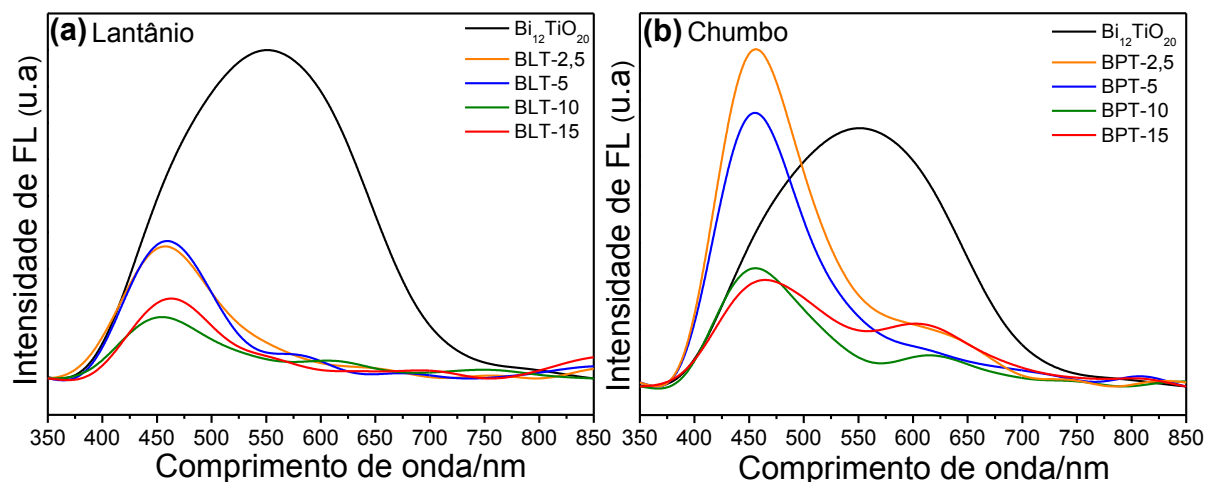 (a) Lantânio
Bi₁₂TiO₂₀
BLT-2,5
BLT-5
BLT-10
BLT-15
Intensidade de FL (u.a)
350 400 450 500 550 600 650 700 750 800 850
Comprimento de onda/nm
(b) Chumbo
Bi₁₂TiO₂₀
BPT-2,5
BPT-5
BPT-10
BPT-15
Intensidade de FL (u.a)
350 400 450 500 550 600 650 700 750 800 850
Comprimento de onda/nm